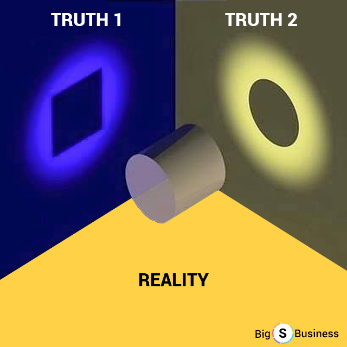 TRUTH 1
TRUTH 2
REALITY
Big S Business